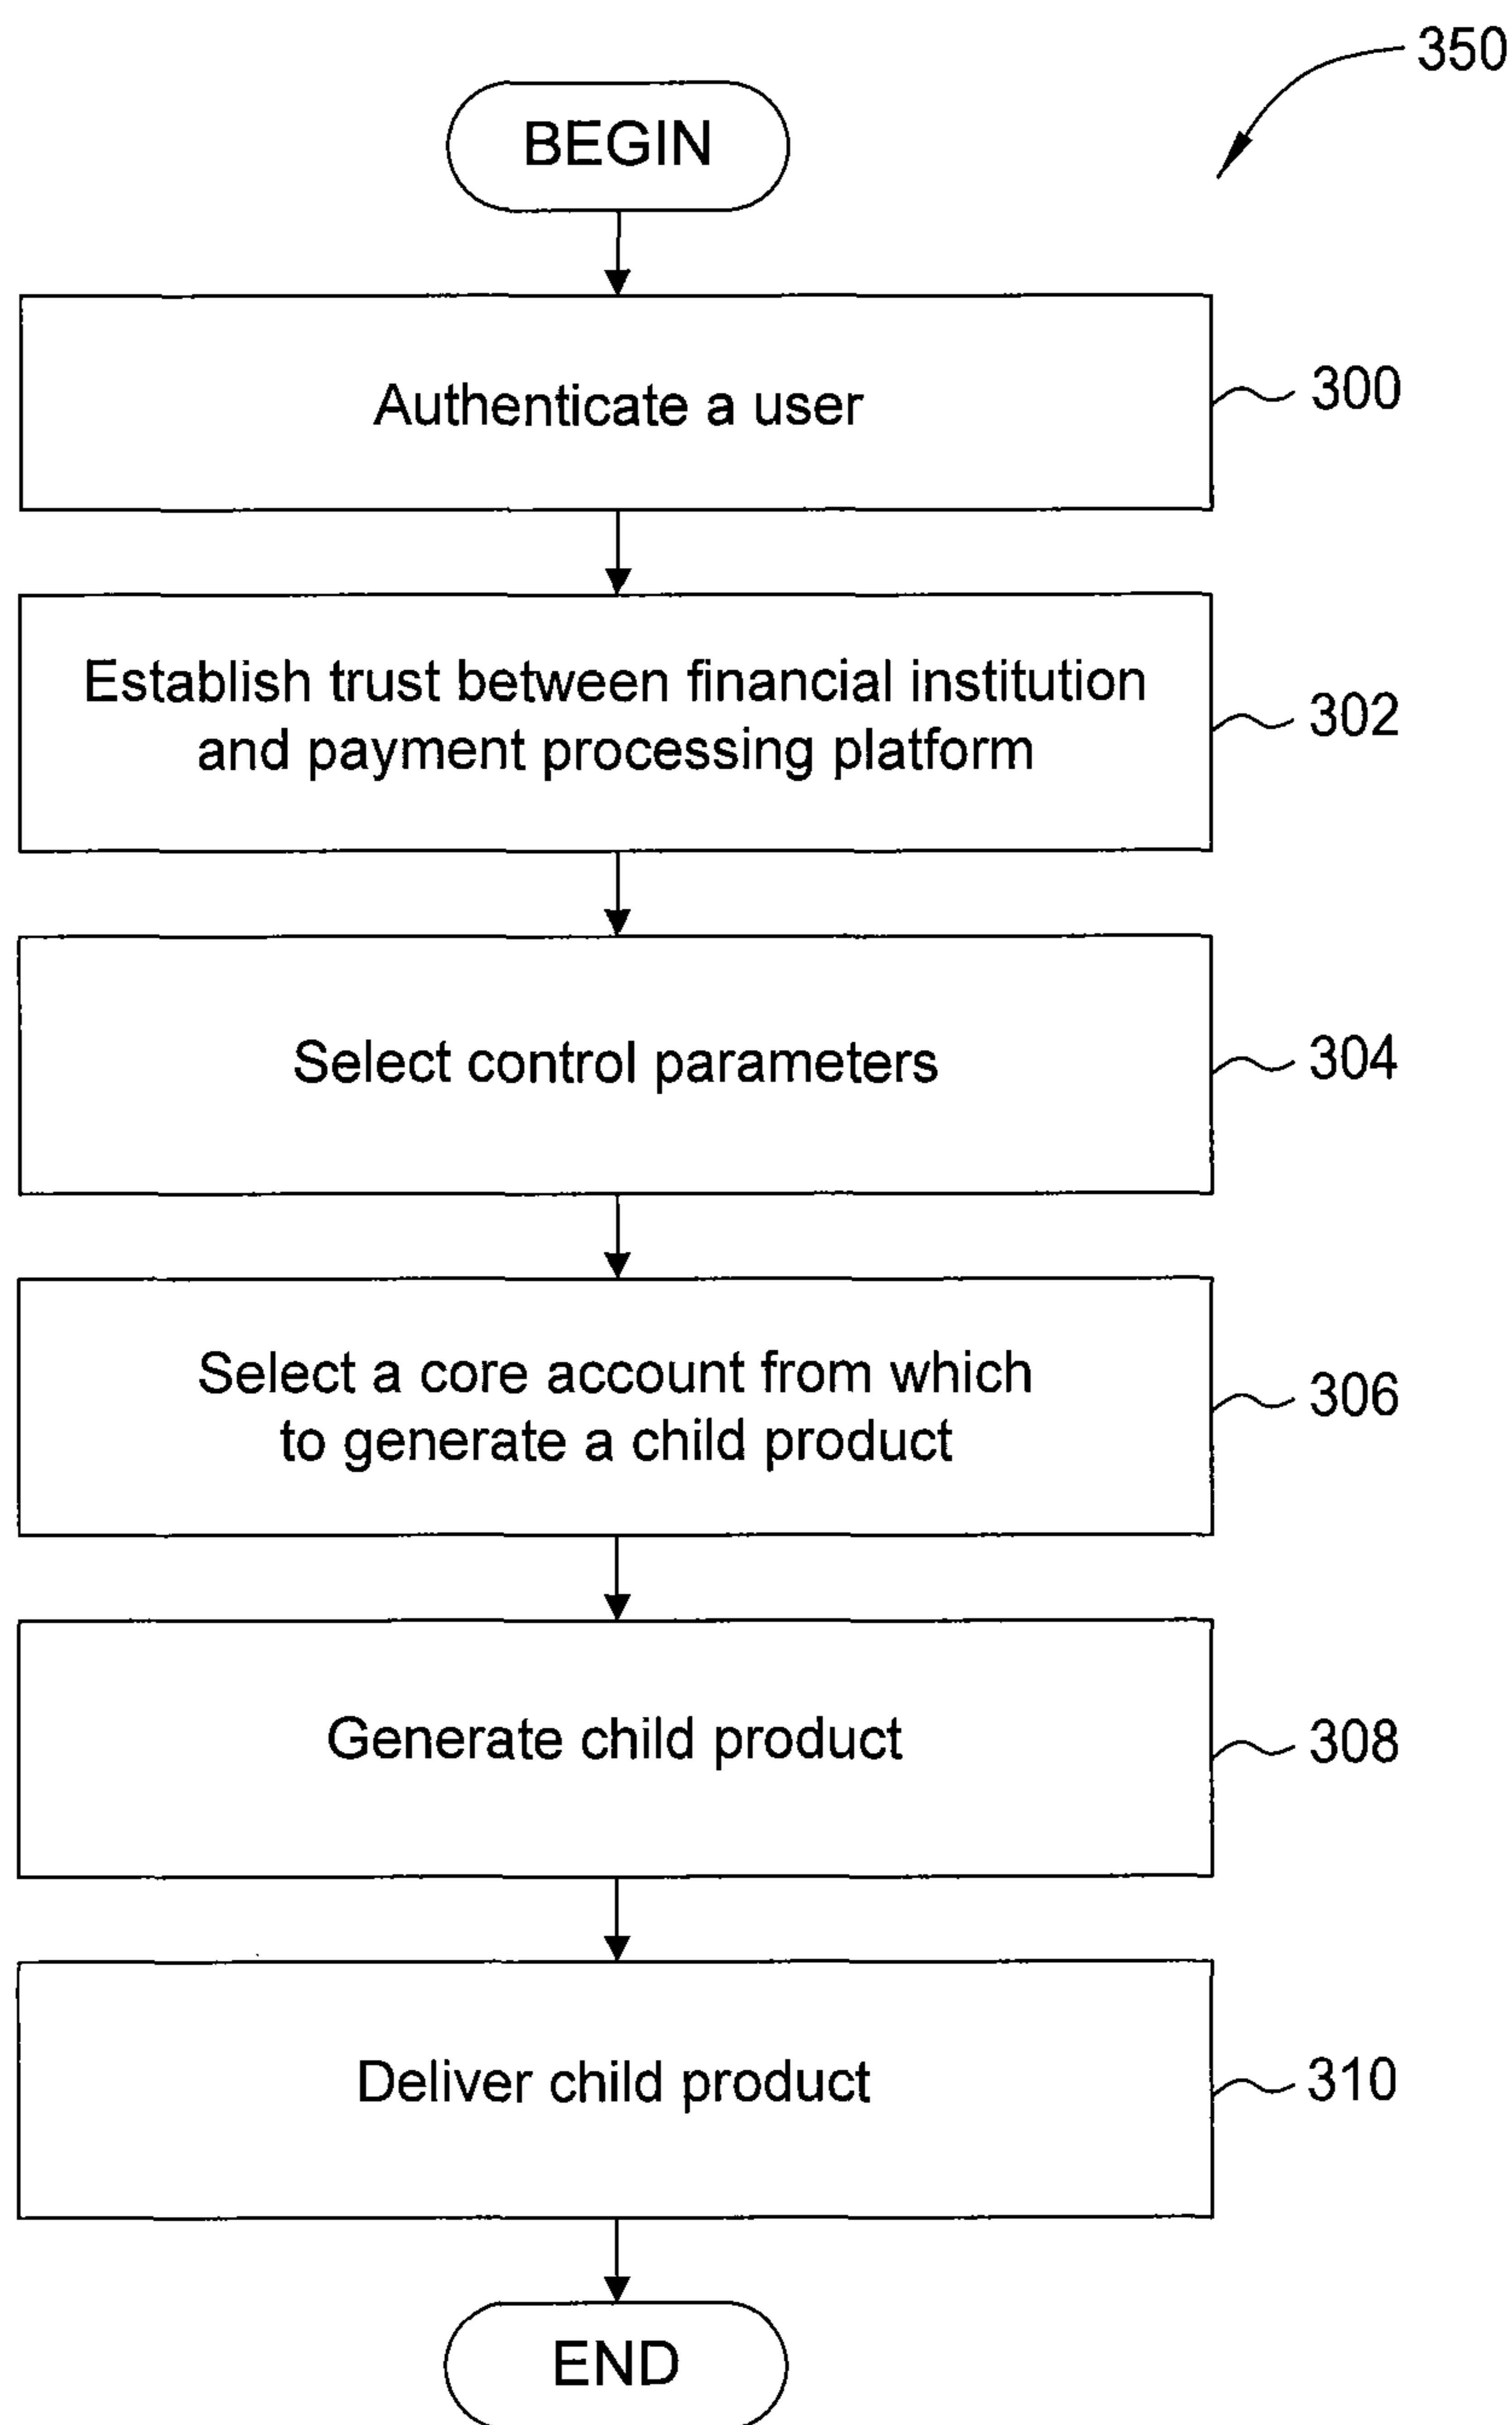 350
BEGIN
Authenticate a user
300
Establish trust between financial institution
and payment processing platform
302
Select control parameters
304
Select a core account from which
to generate a child product
306
Generate child product
308
Deliver child product
310
END